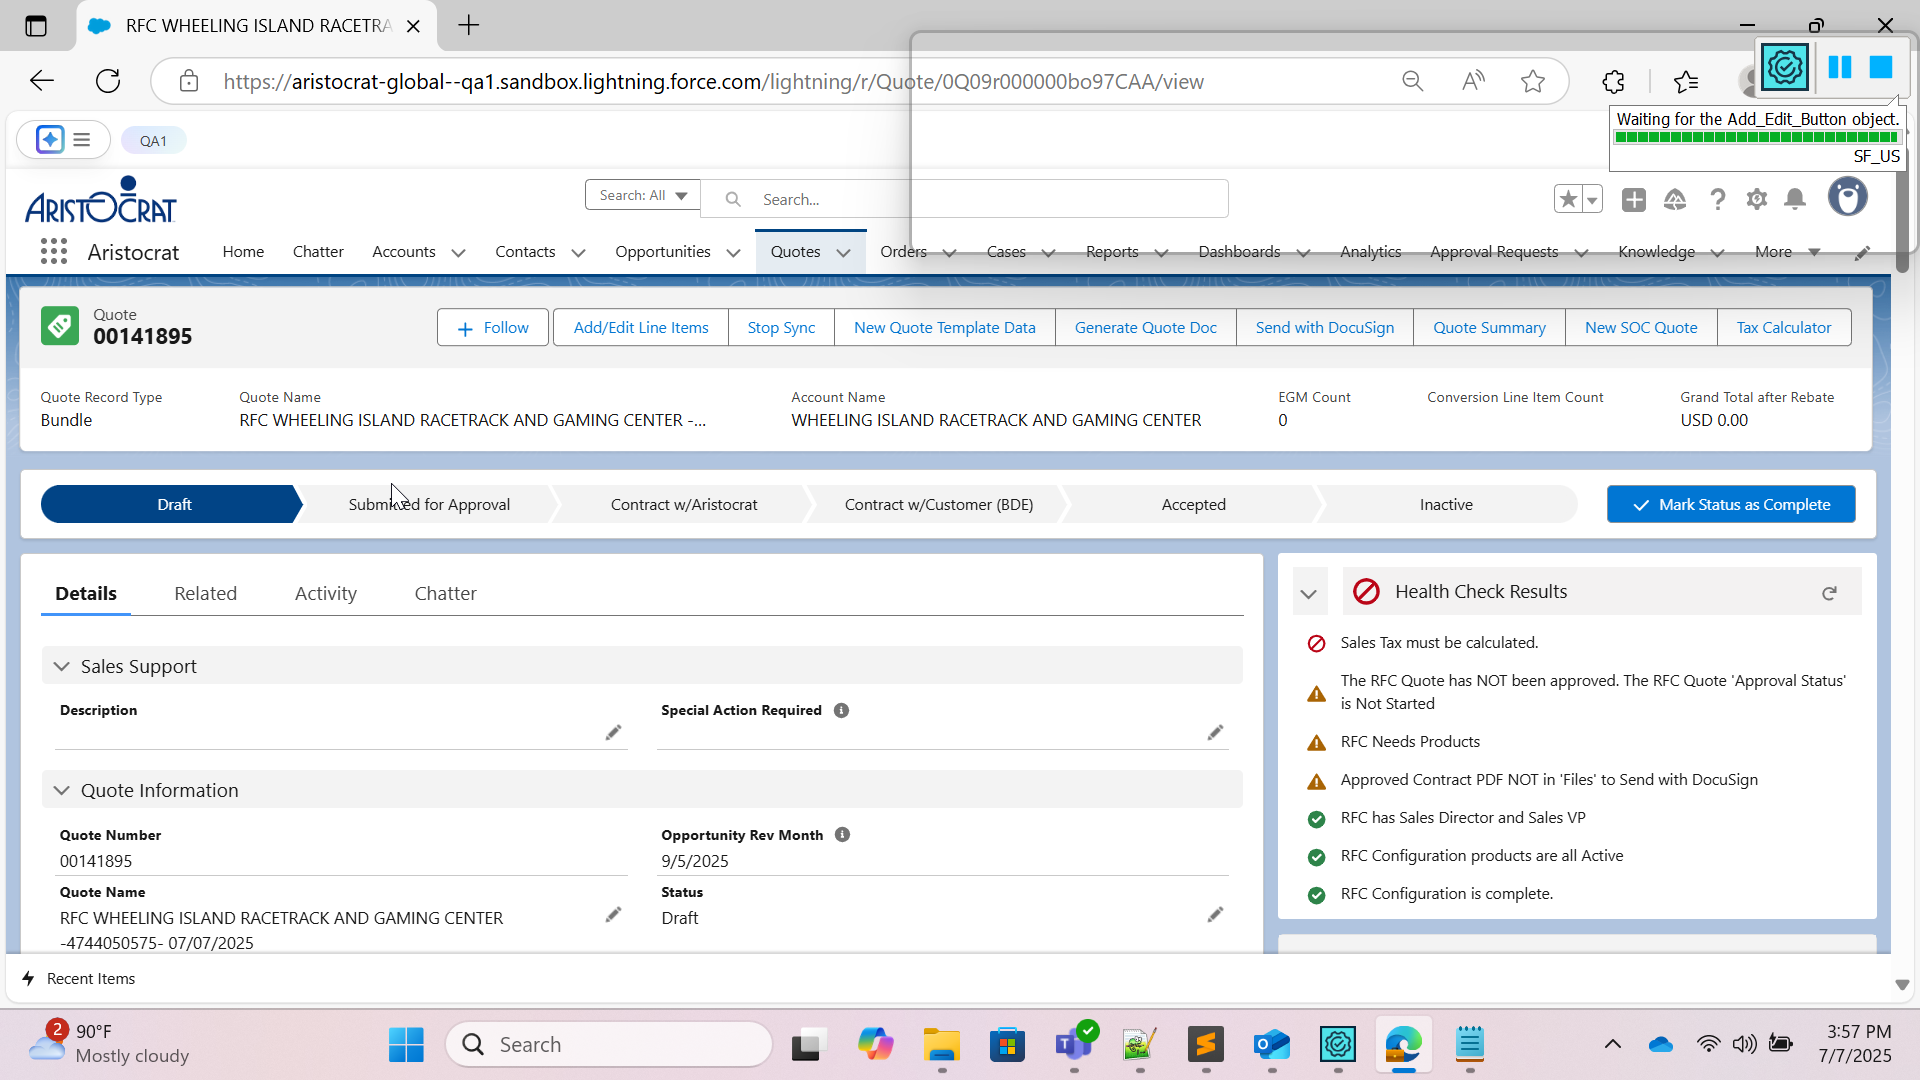 RFC WHEELING ISLAND RACETRA
https://aristocrat-global--qa1.sandbox.lightning.force.com/lightning/r/Quote/0Q09r000000bo97CAA/view
Waiting for the Add_Edit_Button object.
SF_US
QA1
ARISTOCRAT
Search: All
Search...
Aristocrat
Home
Chatter
Accounts
Contacts
Opportunities
Quotes
Orders
Cases
Reports
Dashboards
Analytics
Approval Requests
Knowledge
More
Quote
00141895
Follow
Add/Edit Line Items
Stop Sync
New Quote Template Data
Generate Quote Doc
Send with DocuSign
Quote Summary
New SOC Quote
Tax Calculator
Quote Record Type
Bundle
Quote Name
RFC WHEELING ISLAND RACETRACK AND GAMING CENTER -...
Account Name
WHEELING ISLAND RACETRACK AND GAMING CENTER
EGM Count
0
Conversion Line Item Count
Grand Total after Rebate
USD 0.00
Draft
Submitted for Approval
Contract w/Aristocrat
Contract w/Customer (BDE)
Accepted
Inactive
Mark Status as Complete
Details
Related
Activity
Chatter
Sales Support
Description
Special Action Required
Quote Information
Quote Number
00141895
Opportunity Rev Month
9/5/2025
Quote Name
RFC WHEELING ISLAND RACETRACK AND GAMING CENTER
-4744050575- 07/07/2025
Status
Draft
Health Check Results
Sales Tax must be calculated.
The RFC Quote has NOT been approved. The RFC Quote 'Approval Status'
is Not Started
RFC Needs Products
Approved Contract PDF NOT in 'Files' to Send with DocuSign
RFC has Sales Director and Sales VP
RFC Configuration products are all Active
RFC Configuration is complete.
Recent Items
2
90°F
Mostly cloudy
Search
3:57 PM
7/7/2025